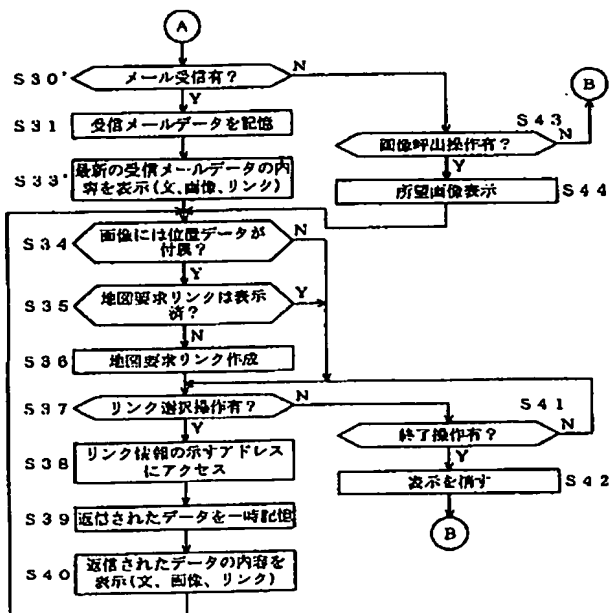 A
S30' メール受信有? N
Y
S31 受信メールデータを記憶
S33' 最新の受信メールデータの内
容を表示(文、画像、リンク)
S43
画像呼出操作有? N
B
Y
所望画像表示 S44
S34 画像には位置データが
付属? N
Y
S35 地図要求リンクは表示
済? Y
N
S36 地図要求リンク作成
S37 リンク選択操作有? N
Y
S41
終了操作有? N
Y
表示を消す S42
B
S38 リンク情報の示すアドレス
にアクセス
S39 返信されたデータを一時記憶
S40 返信されたデータの内容を
表示(文、画像、リンク)